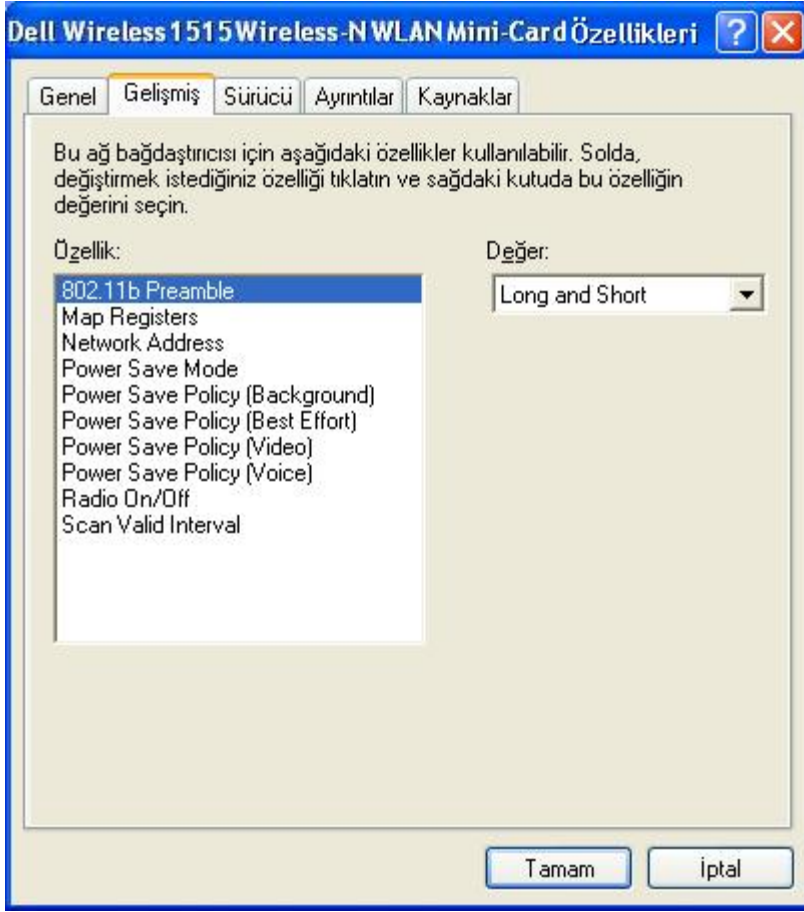 Dell Wireless 1515 Wireless-N WLAN Mini-Card Özellikleri
Genel Gelişmiş Sürücü Ayrıntılar Kaynaklar
Bu ağ bağdaştırıcısı için aşağıdaki özellikler kullanılabilir. Solda,
değiştirmek istediğiniz özelliği tıklatın ve sağdaki kutuda bu özelliğin
değerini seçin.
Özellik:
802.11b Preamble
Map Registers
Network Address
Power Save Mode
Power Save Policy (Background)
Power Save Policy (Best Effort)
Power Save Policy (Video)
Power Save Policy (Voice)
Radio On/Off
Scan Valid Interval
Değer:
Long and Short
Tamam İptal